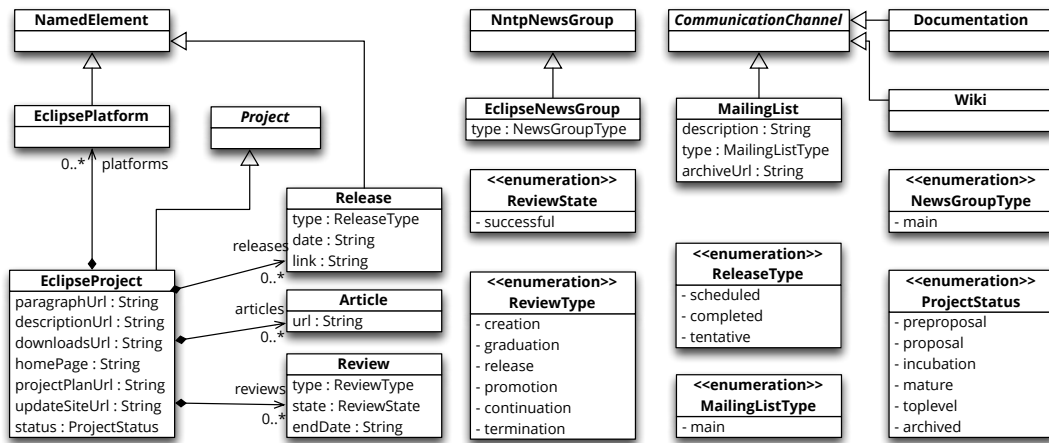 NamedElement
EclipsePlatform
Project
0..* platforms
Release
type : ReleaseType
date : String
link : String
releases
0..*
EclipseProject
paragraphUrl : String
descriptionUrl : String
downloadsUrl : String
homePage : String
projectPlanUrl : String
updateSiteUrl : String
status : ProjectStatus
articles
0..*
Article
url : String
reviews
0..*
Review
type : ReviewType
state : ReviewState
endDate : String
NntpNewsGroup
EclipseNewsGroup
type : NewsGroupType
<<enumeration>>
ReviewState
- successful
<<enumeration>>
ReviewType
- creation
- graduation
- release
- promotion
- continuation
- termination
CommunicationChannel
MailingList
description : String
type : MailingListType
archiveUrl : String
<<enumeration>>
ReleaseType
- scheduled
- completed
- tentative
<<enumeration>>
MailingListType
- main
Documentation
Wiki
<<enumeration>>
NewsGroupType
- main
<<enumeration>>
ProjectStatus
- preproposal
- proposal
- incubation
- mature
- toplevel
- archived